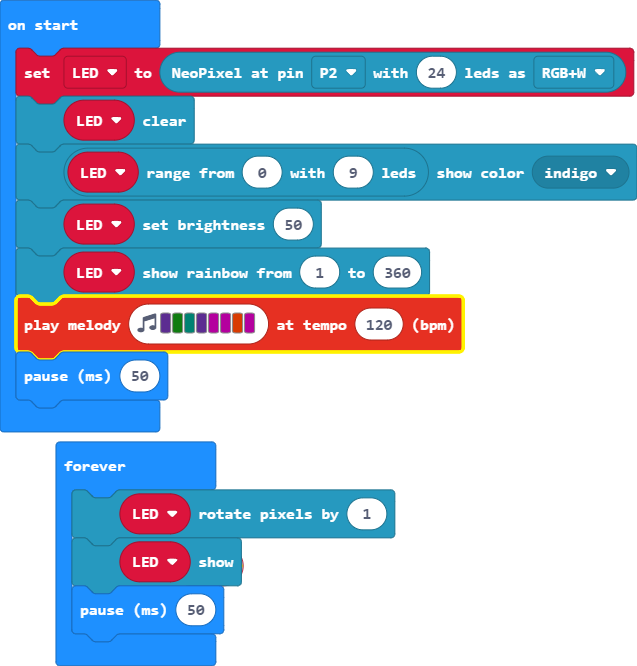 on start
set LED to NeoPixel at pin P2 with 24 leds as RGB+W
LED clear
LED range from 0 with 9 leds show color indigo
LED set brightness 50
LED show rainbow from 1 to 360
play melody at tempo 120 (bpm)
pause (ms) 50
forever
LED rotate pixels by 1
LED show
pause (ms) 50